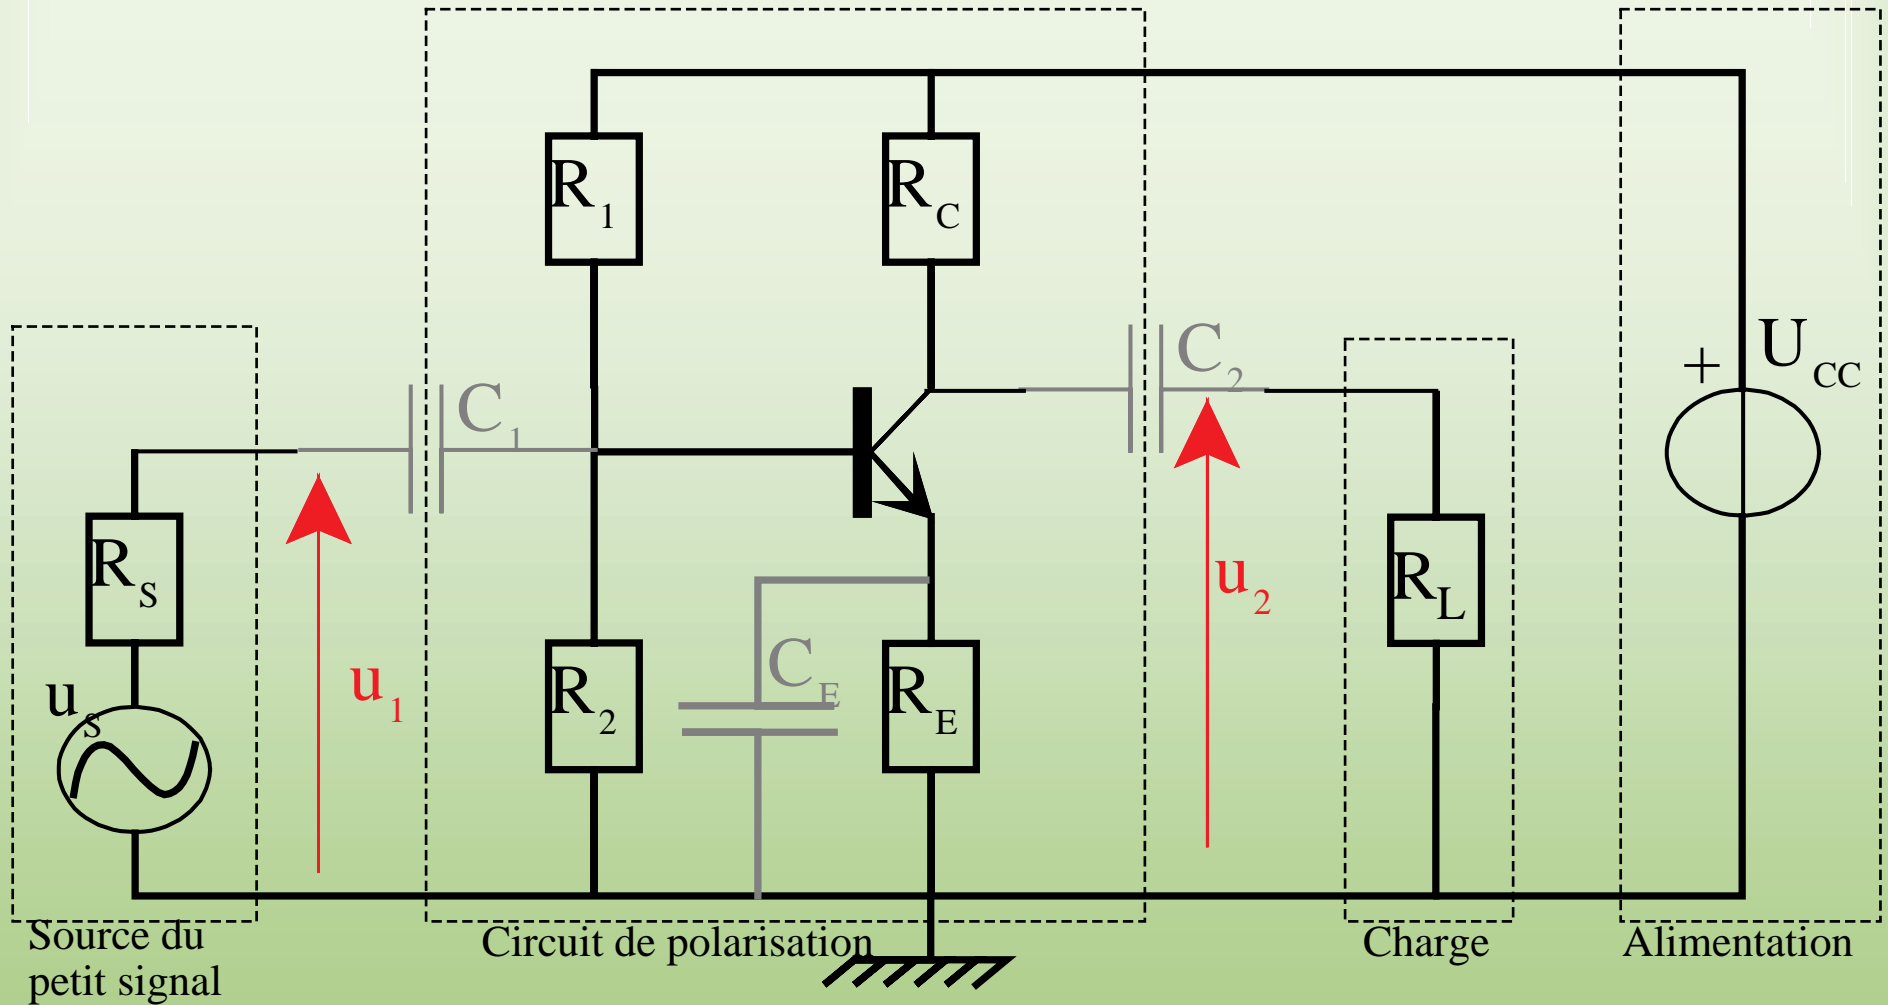 R1
RC
C1
C2
+
UCC
RS
u1
uS
R2
CE
RE
u2
RL
Source du
petit signal
Circuit de polarisation
Charge
Alimentation